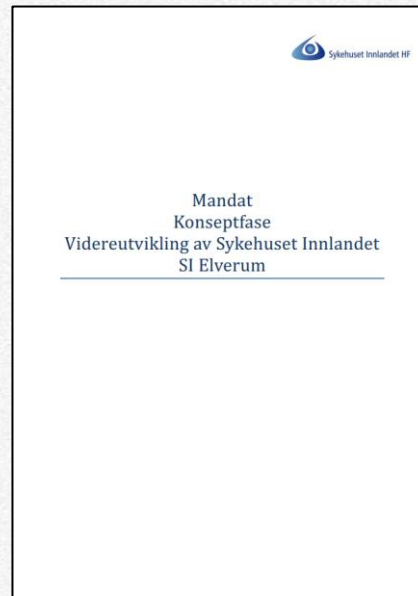 Sykehuset Innlandet HF
Mandat
Konseptfase
Videreutvikling av Sykehuset Innlandet
SI Elverum